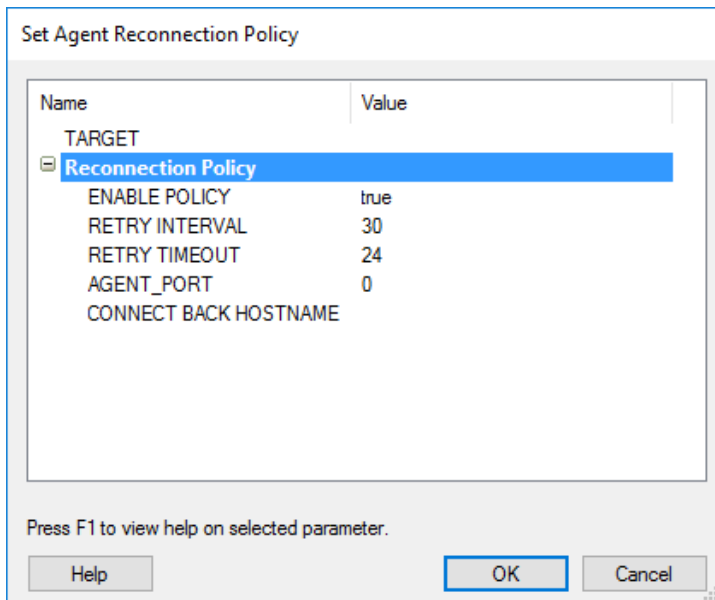 Set Agent Reconnection Policy
Name Value
TARGET
Reconnection Policy
ENABLE POLICY true
RETRY INTERVAL 30
RETRY TIMEOUT 24
AGENT_PORT 0
CONNECT BACK HOSTNAME
Press F1 to view help on selected parameter.
Help OK Cancel